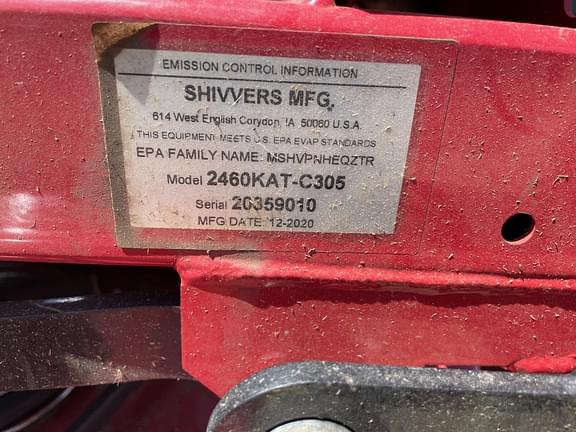 EMISSION CONTROL INFORMATION
SHIVVERS MFG.
614 West English Corydon, IA 50060 U.S.A.
THIS EQUIPMENT MEETS U.S. EPA EVAP STANDARDS
EPA FAMILY NAME: MSHVPNHEQZTR
Model 2460KAT-C305
Serial 20359010
MFG DATE: 12-2020